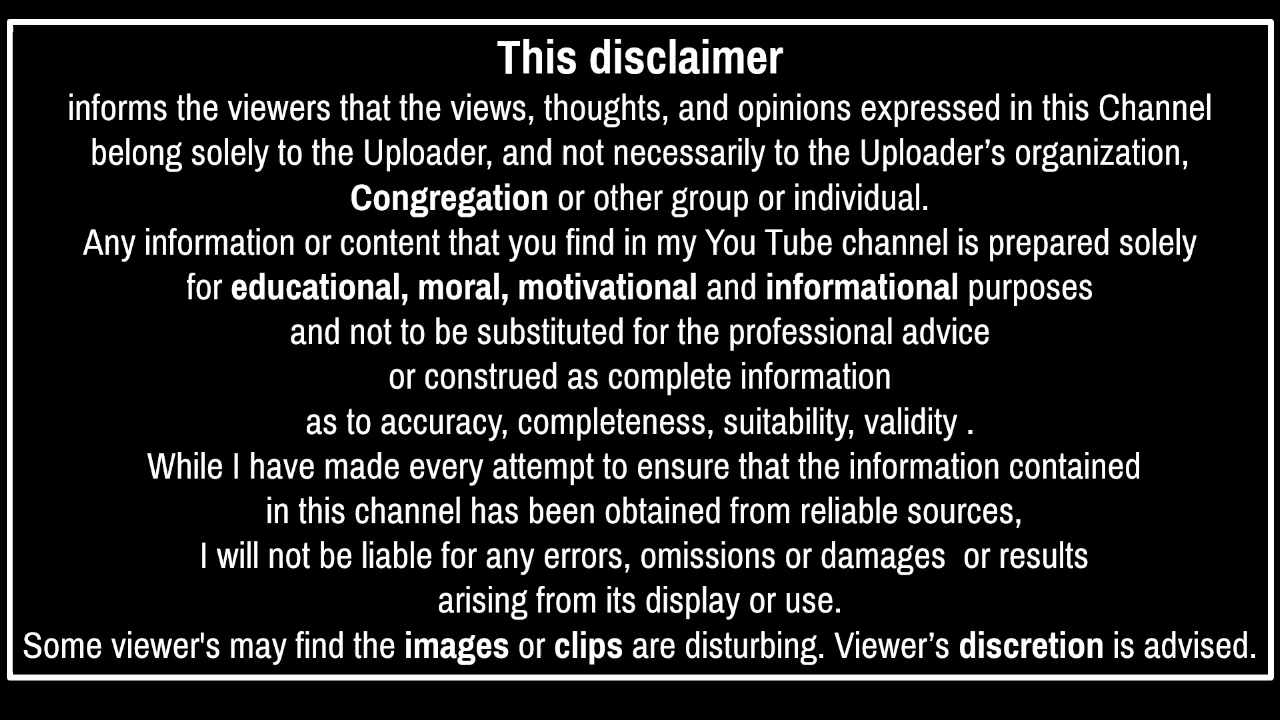 This disclaimer
informs the viewers that the views, thoughts, and opinions expressed in this Channel
belong solely to the Uploader, and not necessarily to the Uploader’s organization,
Congregation or other group or individual.
Any information or content that you find in my You Tube channel is prepared solely
for educational, moral, motivational and informational purposes
and not to be substituted for the professional advice
or construed as complete information
as to accuracy, completeness, suitability, validity .
While I have made every attempt to ensure that the information contained
in this channel has been obtained from reliable sources,
I will not be liable for any errors, omissions or damages  or results
arising from its display or use.
Some viewer's may find the images or clips are disturbing. Viewer’s discretion is advised.